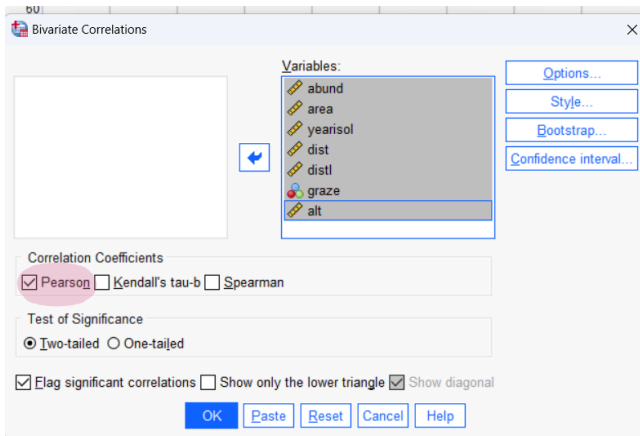 60
Bivariate Correlations
Variables:
abund
area
yearisol
dist
distl
graze
alt
Options...
Style...
Bootstrap...
Confidence interval...
Correlation Coefficients
Pearson Kendall's tau-b Spearman
Test of Significance
Two-tailed One-tailed
Flag significant correlations Show only the lower triangle Show diagonal
OK Paste Reset Cancel Help